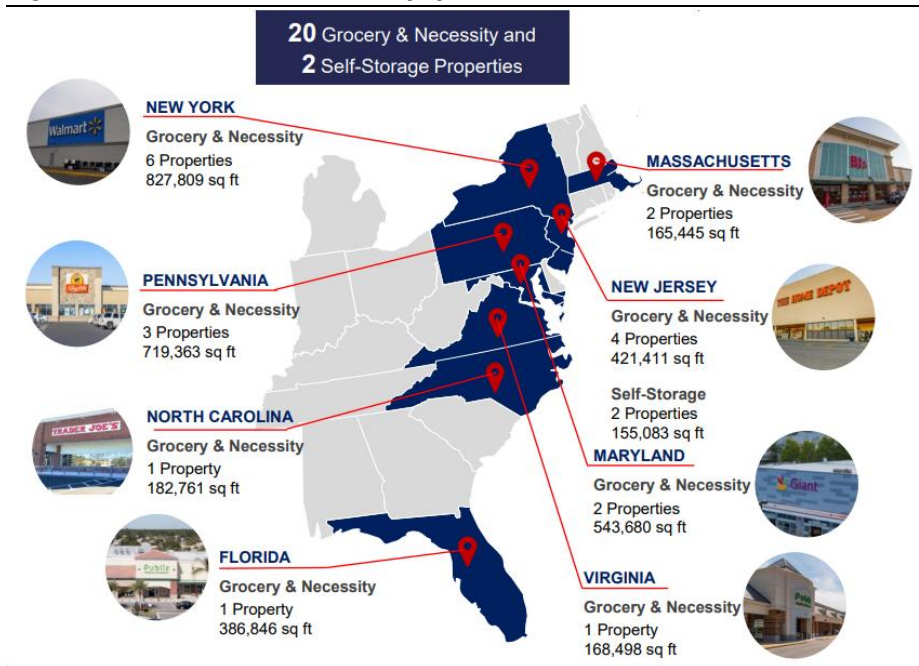 20 Grocery & Necessity and
2 Self-Storage Properties
NEW YORK
Grocery & Necessity
6 Properties
827,809 sq ft
Walmart
MASSACHUSETTS
Grocery & Necessity
2 Properties
165,445 sq ft
BJ's
PENNSYLVANIA
Grocery & Necessity
3 Properties
719,363 sq ft
NEW JERSEY
Grocery & Necessity
4 Properties
421,411 sq ft
Self-Storage
2 Properties
155,083 sq ft
THE HOME DEPOT
NORTH CAROLINA
Grocery & Necessity
1 Property
182,761 sq ft
TRADER JOE'S
MARYLAND
Grocery & Necessity
2 Properties
543,680 sq ft
Giant
FLORIDA
Grocery & Necessity
1 Property
386,846 sq ft
Publix
VIRGINIA
Grocery & Necessity
1 Property
168,498 sq ft
Publix